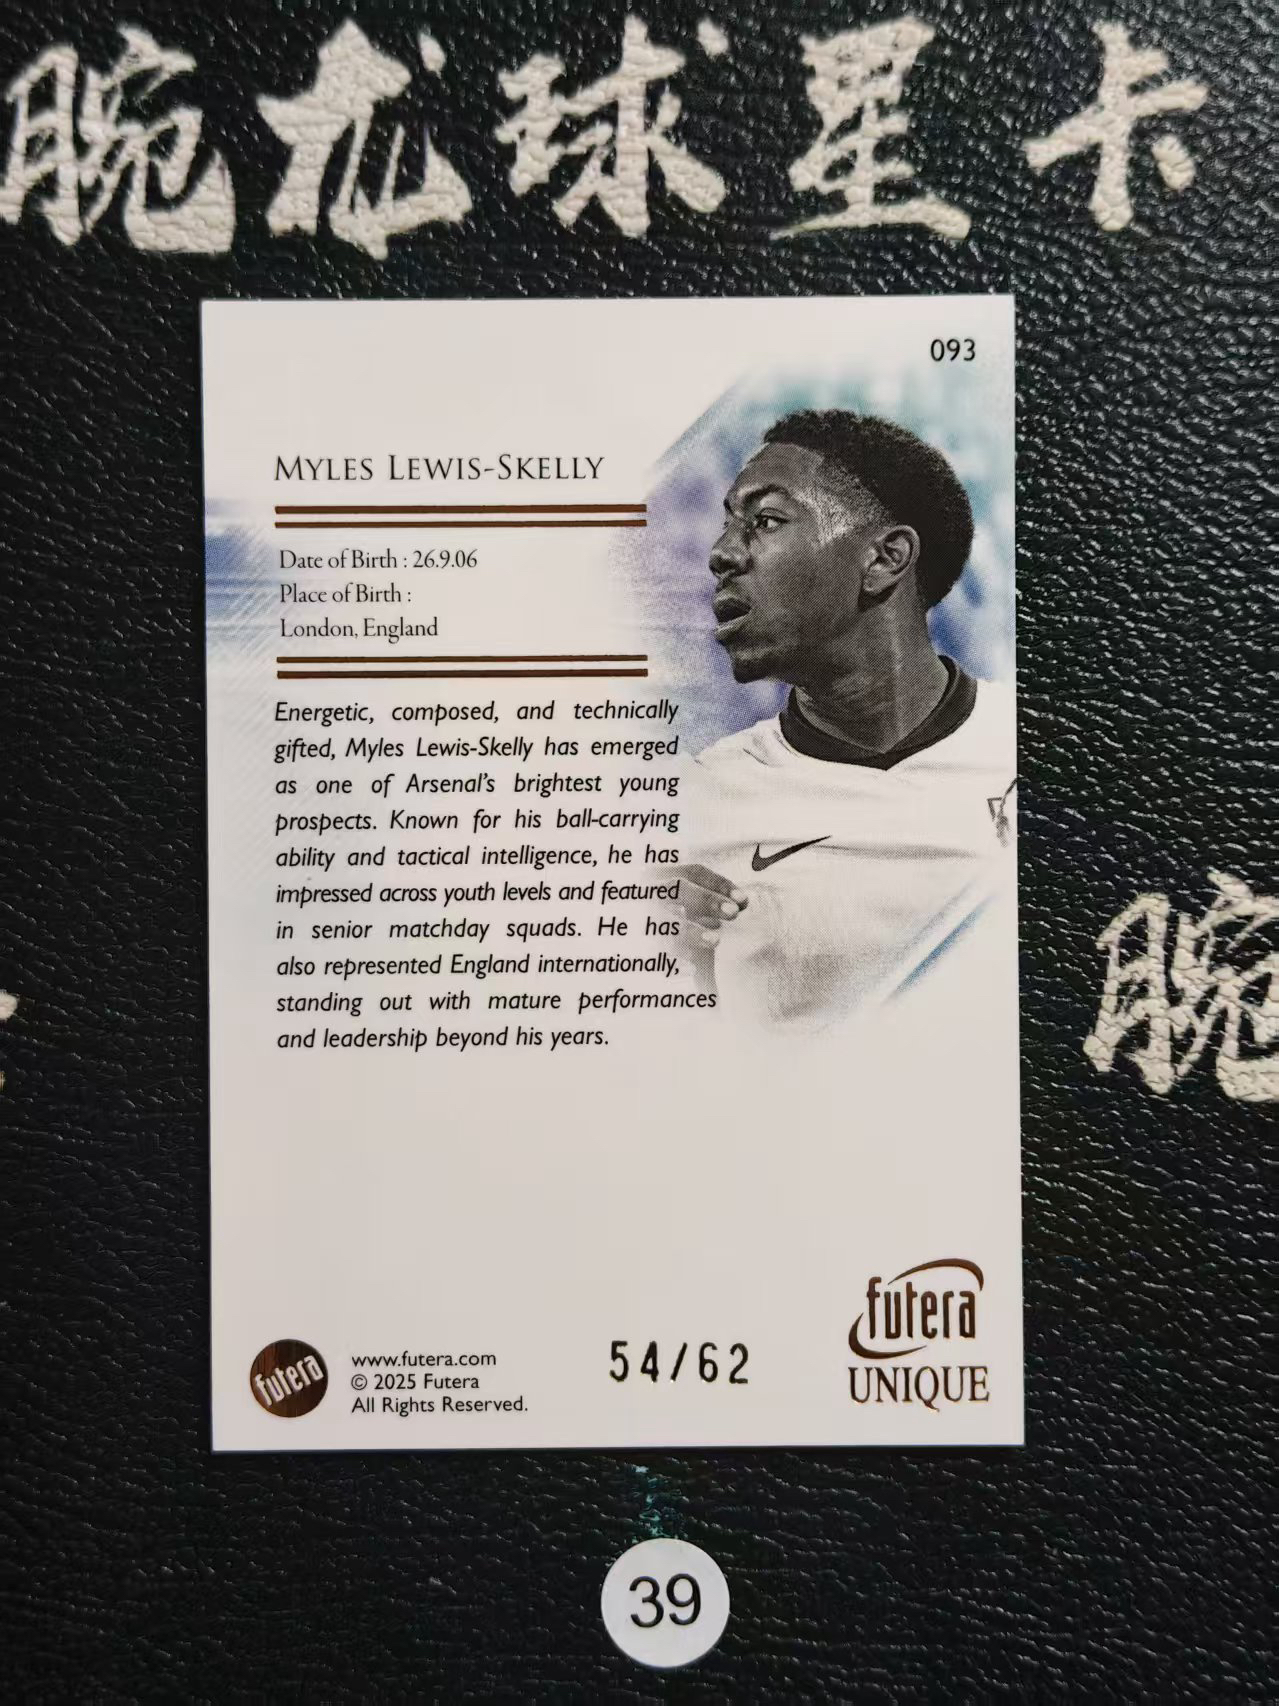 腕龙球星卡
093
MYLES LEWIS-SKELLY
Date of Birth : 26.9.06
Place of Birth :
London, England
Energetic, composed, and technically
gifted, Myles Lewis-Skelly has emerged
as one of Arsenal's brightest young
prospects. Known for his ball-carrying
ability and tactical intelligence, he has
impressed across youth levels and featured
in senior matchday squads. He has
also represented England internationally,
standing out with mature performances
and leadership beyond his years.
腕
futera
www.futera.com
© 2025 Futera
All Rights Reserved.
54/62
futera
UNIQUE
39